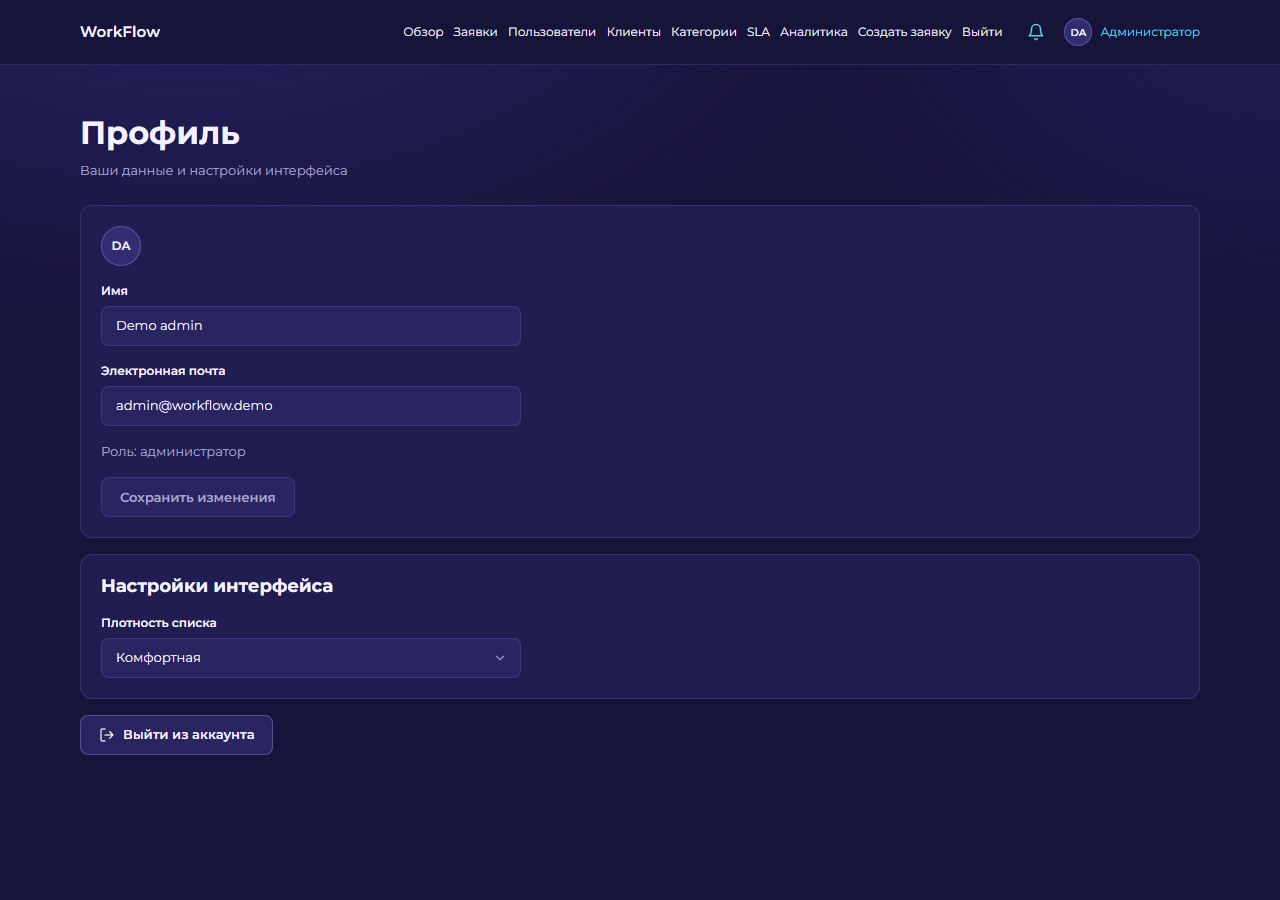 WorkFlow Обзор Заявки Пользователи Клиенты Категории SLA Аналитика Создать заявку Выйти DA Администратор
Профиль
Ваши данные и настройки интерфейса
DA
Имя
Demo admin
Электронная почта
admin@workflow.demo
Роль: администратор
Сохранить изменения
Настройки интерфейса
Плотность списка
Комфортная
Выйти из аккаунта